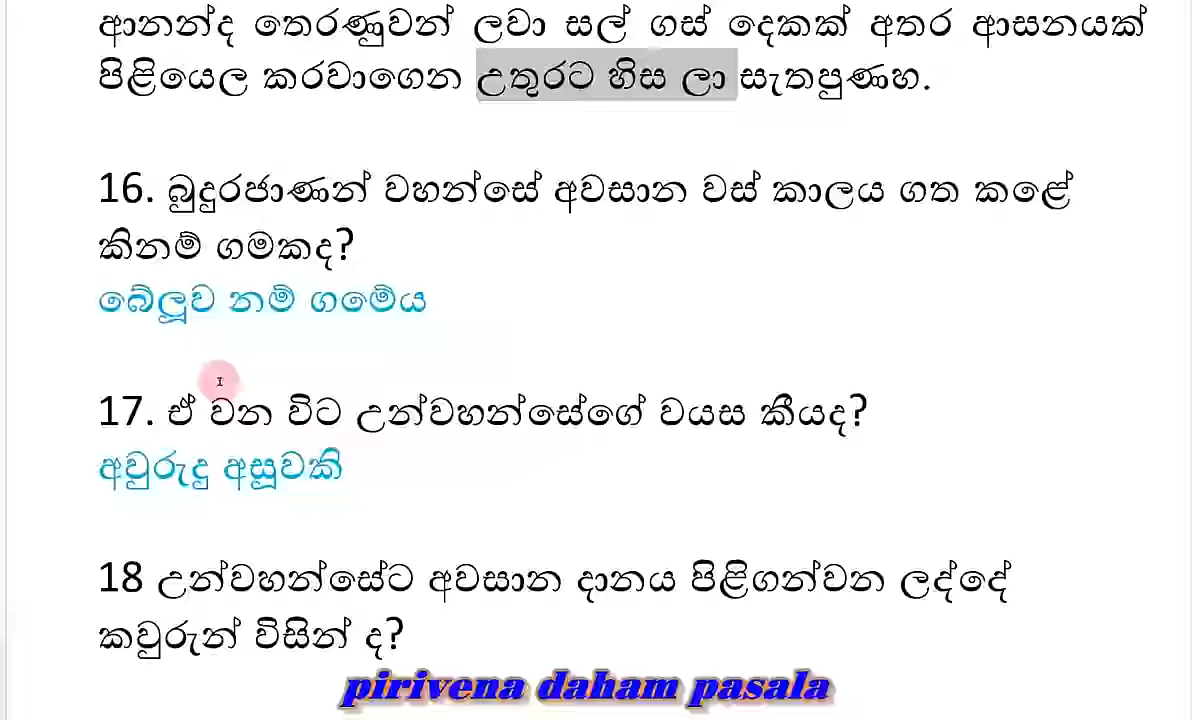 ආනන්ද තෙරණුවන් ලවා සල් ගස් දෙකක් අතර ආසනයක්
පිළියෙල කරවාගෙන උතුරට හිස ලා සැතපුණහ.
16. බුදුරජාණන් වහන්සේ අවසාන වස් කාලය ගත කළේ
කිනම් ගමකද?
බේලූව නම් ගමේය
17. ඒ වන විට උන්වහන්සේගේ වයස කීයද?
අවුරුදු අසූවකි
18 උන්වහන්සේට අවසාන දානය පිළිගන්වන ලද්දේ
කවුරුන් විසින් ද?
pirivena daham pasala